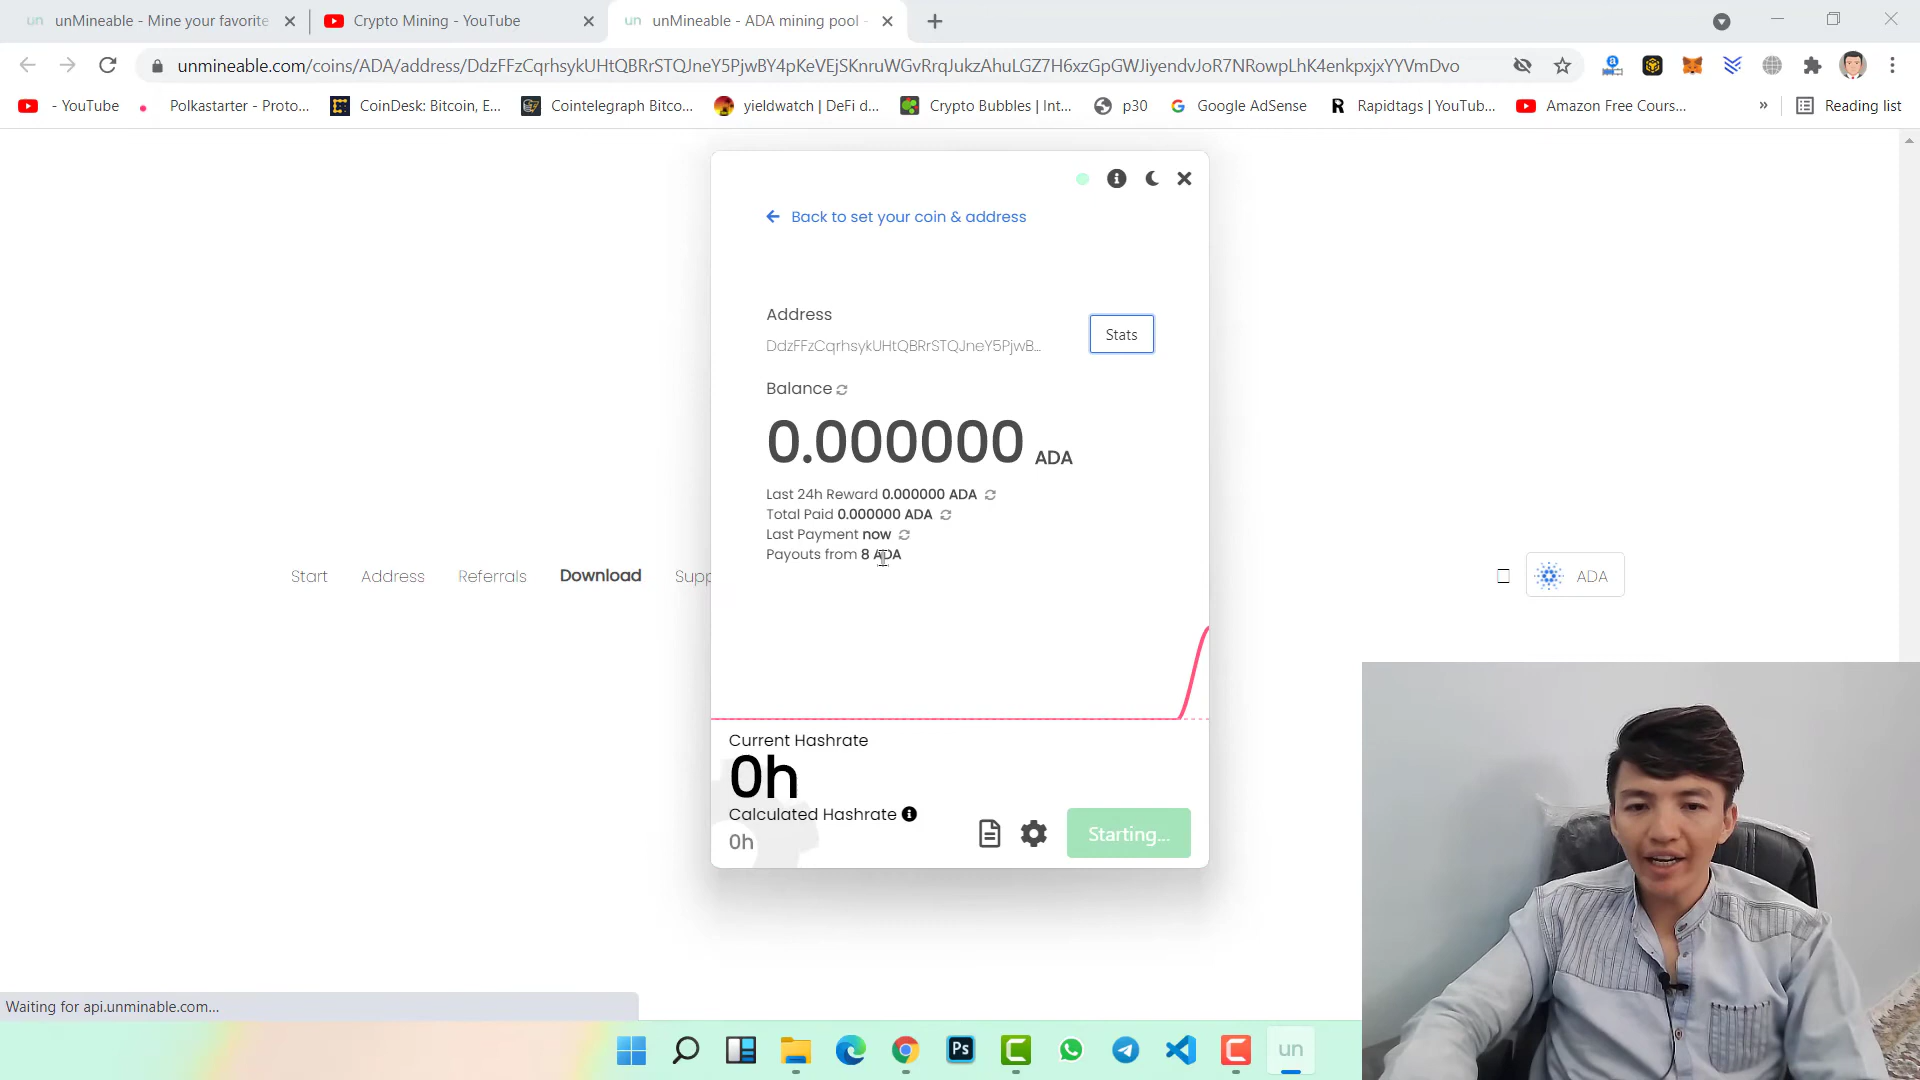 un unMineable - Mine your favorite
Crypto Mining - YouTube
un unMineable - ADA mining pool -
unmineable.com/coins/ADA/address/DdzFFzCqrhsykUHtQBRrSTQJneY5PjwBY4pKeVEjSKnruWGvRrqJukzAhuLGZ7H6xzGpGWJiyendvJoR7NRowpLhK4enkpxjxYYVmDvo
- YouTube
Polkastarter - Proto...
CoinDesk: Bitcoin, E...
Cointelegraph Bitco...
yieldwatch | DeFi d...
Crypto Bubbles | Int...
p30
Google AdSense
R Rapidtags | YouTub...
Amazon Free Cours...
»
Reading list
Back to set your coin & address
Address
DdzFFzCqrhsykUHtQBRrSTQJneY5PjwB...
Stats
Balance
0.000000 ADA
Last 24h Reward 0.000000 ADA
Total Paid 0.000000 ADA
Last Payment now
Payouts from 8 ADA
Start Address Referrals Download Supp
ADA
Current Hashrate
0h
Calculated Hashrate
0h
Starting...
Waiting for api.unminable.com...
Ps
un